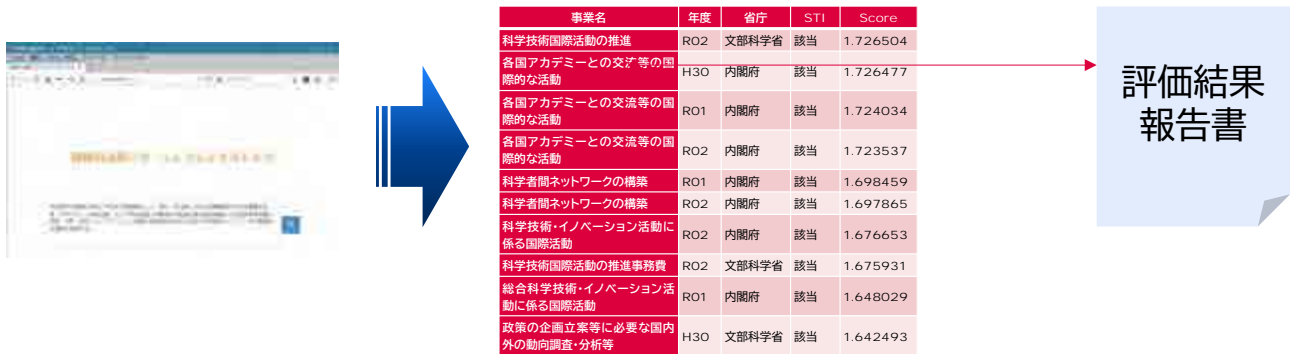 事業名 年度 省庁 STI Score
科学技術国際活動の推進 R02 文部科学省 該当 1.726504
各国アカデミーとの交流等の国
際的な活動 H30 内閣府 該当 1.726477
各国アカデミーとの交流等の国
際的な活動 R01 内閣府 該当 1.724034
各国アカデミーとの交流等の国
際的な活動 R02 内閣府 該当 1.723537
科学者間ネットワークの構築 R01 内閣府 該当 1.698459
科学者間ネットワークの構築 R02 内閣府 該当 1.697865
科学技術・イノベーション活動に
係る国際活動 R02 内閣府 該当 1.676653
科学技術国際活動の推進事務費 R02 文部科学省 該当 1.675931
総合科学技術・イノベーション活
動に係る国際活動 R01 内閣府 該当 1.648029
政策の企画立案等に必要な国内
外の動向調査・分析等 H30 文部科学省 該当 1.642493
評価結果
報告書